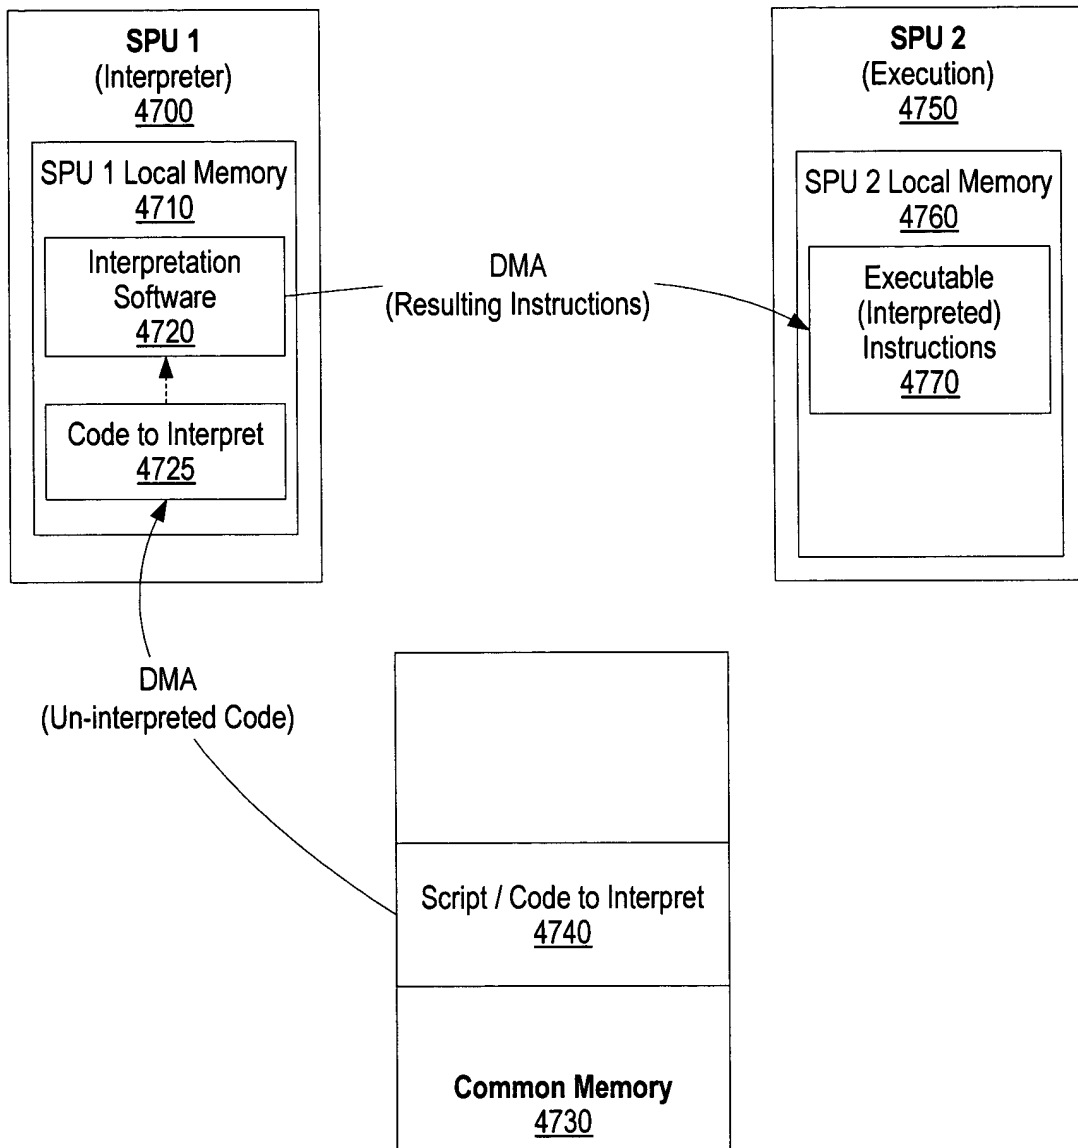 SPU 1
(Interpreter)
4700
SPU 1 Local Memory
4710
Interpretation
Software
4720
Code to Interpret
4725
DMA
(Resulting Instructions)
SPU 2
(Execution)
4750
SPU 2 Local Memory
4760
Executable
(Interpreted)
Instructions
4770
DMA
(Un-interpreted Code)
Script / Code to Interpret
4740
Common Memory
4730